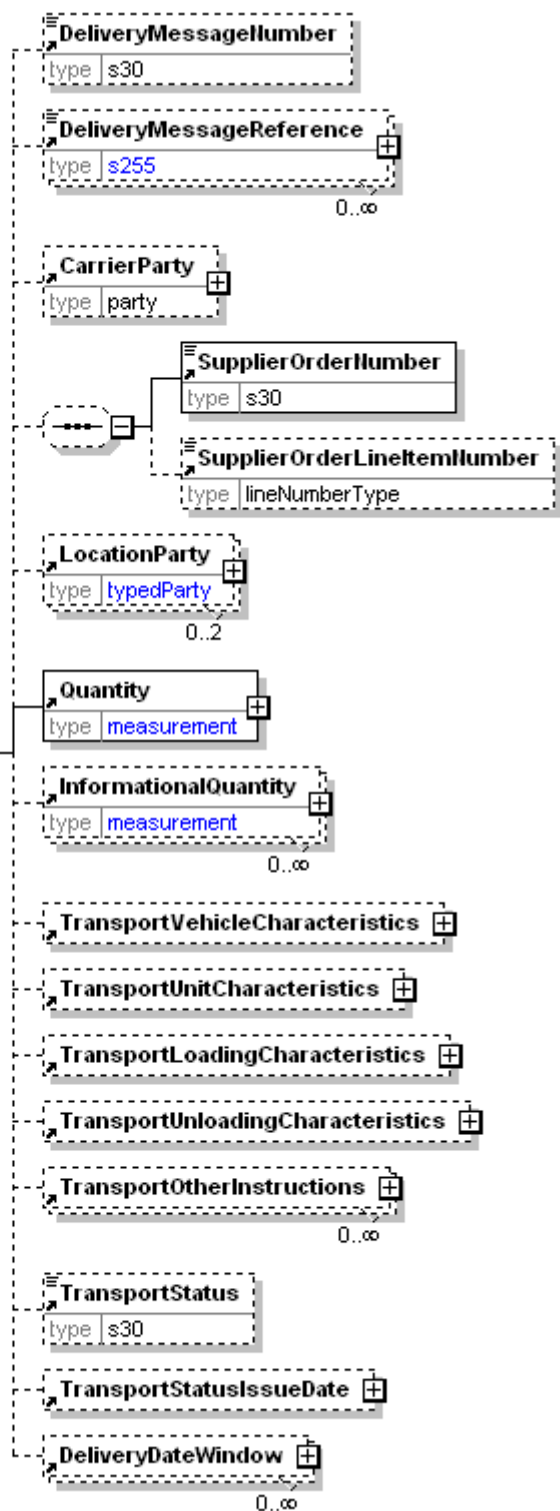 DeliveryMessageNumber
type s30
DeliveryMessageReference
type s255
0..∞
CarrierParty
type party
SupplierOrderNumber
type s30
SupplierOrderLineItemNumber
type lineNumberType
LocationParty
type typedParty
0..2
Quantity
type measurement
InformationalQuantity
type measurement
0..∞
TransportVehicleCharacteristics
TransportUnitCharacteristics
TransportLoadingCharacteristics
TransportUnloadingCharacteristics
TransportOtherInstructions
0..∞
TransportStatus
type s30
TransportStatusIssueDate
DeliveryDateWindow
0..∞